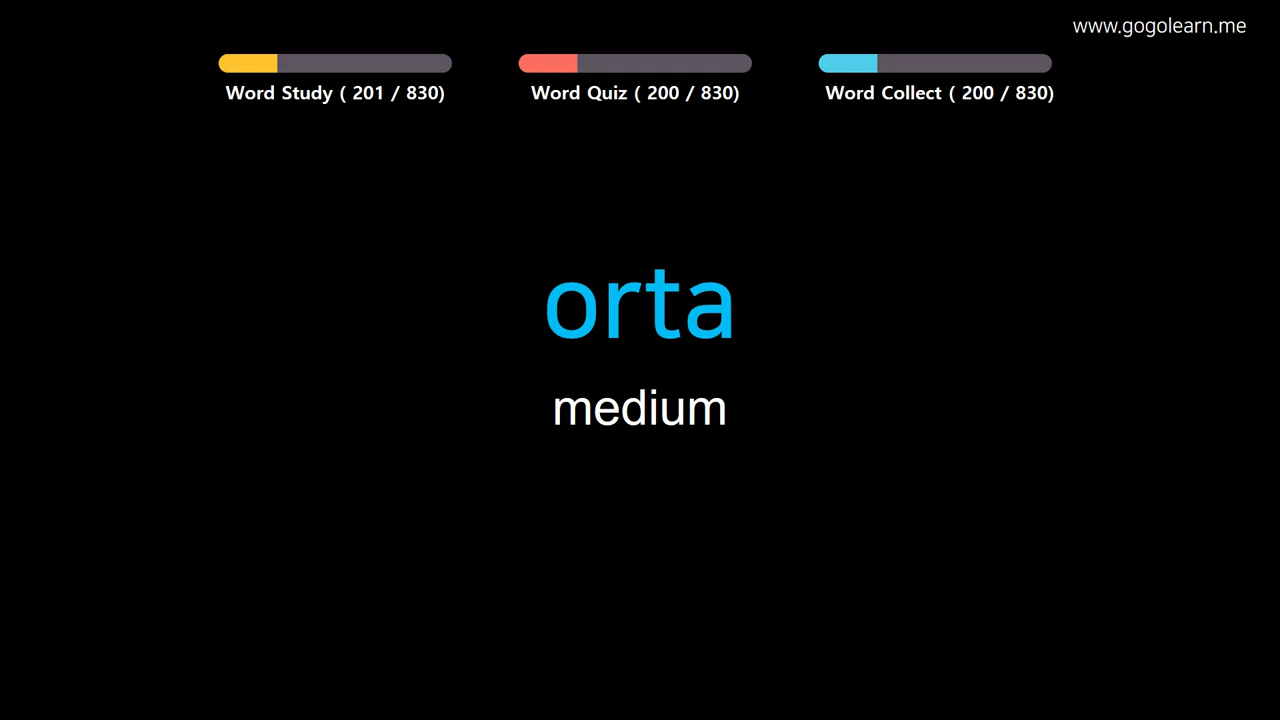 www.gogolearn.me
Word Study ( 201 / 830)
Word Quiz ( 200 / 830)
Word Collect ( 200 / 830)
orta
medium